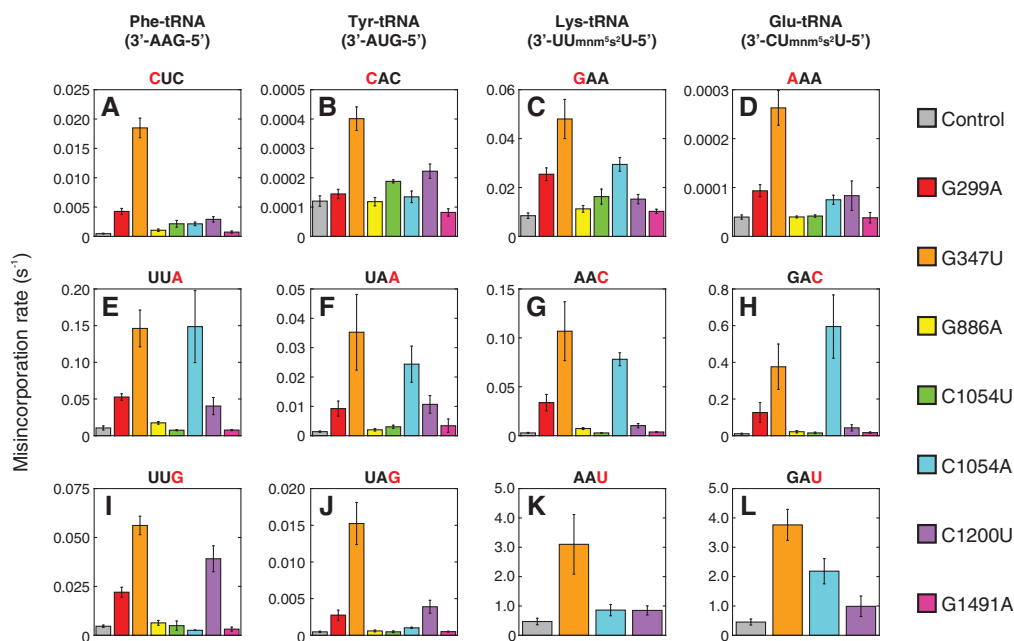 Phe-tRNA Tyr-tRNA Lys-tRNA Glu-tRNA
(3'-AAG-5') (3'-AUG-5') (3'-UUmnm⁵s²U-5') (3'-CUmnm⁵s²U-5')
CUC CAC GAA AAA
A B C D
0.025 0.0004 0.06 0.0003
0.020 0.0003 0.04 0.0002
0.015 0.0002 0.02 0.0001
0.010 0.0001 0 0
0.005 0
0
UUA UAA AAC GAC
E F G H
0.20 0.05 0.15 0.8
0.15 0.04 0.10 0.6
0.10 0.03 0.05 0.4
0.05 0.02 0 0.2
0 0.01 0
0
UUG UAG AAU GAU
I J K L
0.075 0.020 5.0 5.0
0.050 0.015 4.0 4.0
0.025 0.010 3.0 3.0
0 0.005 2.0 2.0
0 1.0 1.0
0 0
Misincorporation rate (s⁻¹)
Control
G299A
G347U
G886A
C1054U
C1054A
C1200U
G1491A